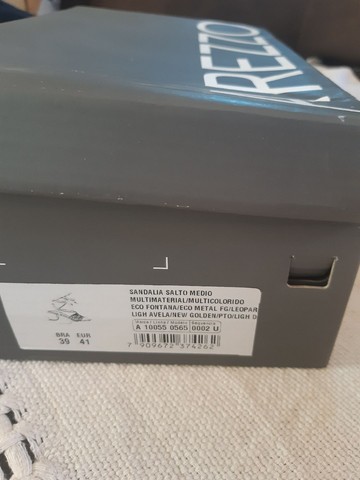 REZZO
SANDALIA SALTO MEDIO
MULTIMATERIAL/MULTICOLORIDO
ECO FONTANA/ECO METAL FG/LEOPAR
LIGH AVELA/NEW GOLDEN/PTO/LIGH
BRA EUR
39 41
A 10055 0565 0002 U
7 909672 374262